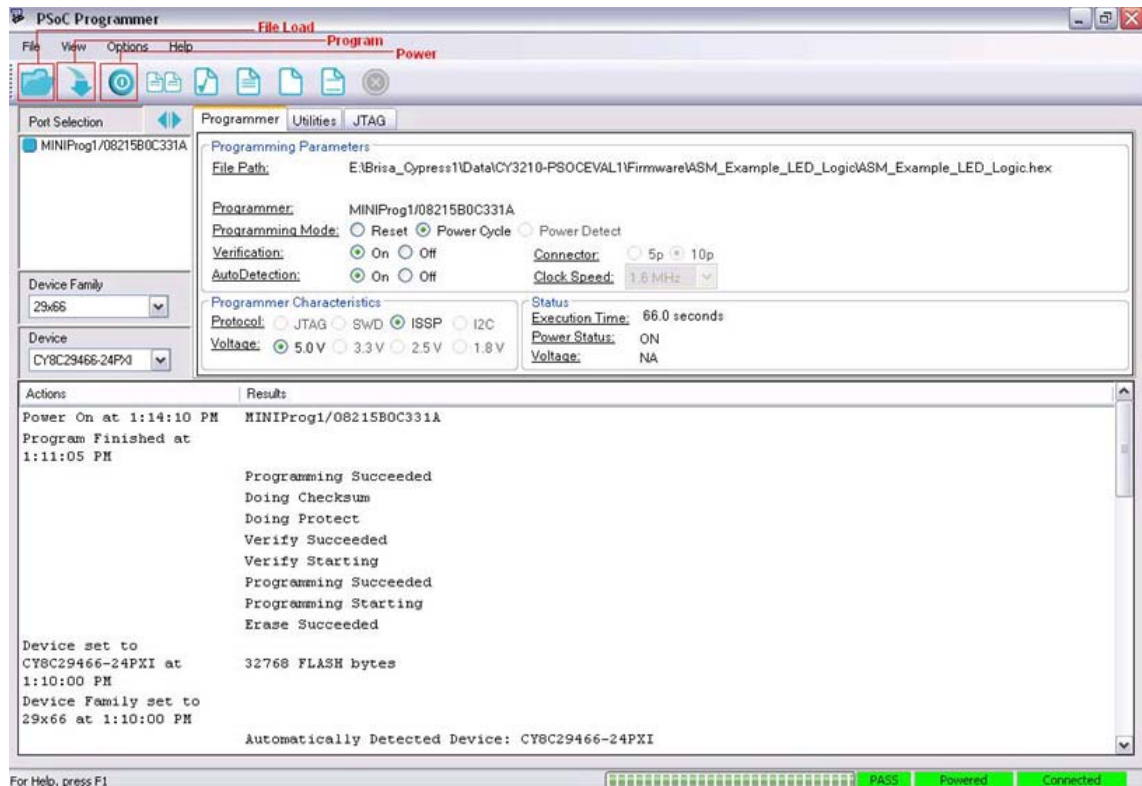 PSoC Programmer
File Load
File View Options Help
Program
Power
Port Selection
Programmer Utilities JTAG
MINIProg1/08215B0C331A
Programming Parameters
File Path: E:\Brisa_Cypress1\Data\CY3210-PSOCEVAL1\Firmware\ASM_Example_LED_Logic\ASM_Example_LED_Logic.hex
Programmer: MINIProg1/08215B0C331A
Programming Mode: Reset Power Cycle Power Detect
Verification: On Off Connector: 5p 10p
AutoDetection: On Off Clock Speed: 1.6 MHz
Device Family
29x66
Device
CY8C29466-24PXI
Programmer Characteristics
Protocol: JTAG SWD ISSP I2C
Voltage: 5.0 V 3.3 V 2.5 V 1.8 V
Status
Execution Time: 66.0 seconds
Power Status: ON
Voltage: NA
Actions Results
Power On at 1:14:10 PM MINIProg1/08215B0C331A
Program Finished at
1:11:05 PM
Programming Succeeded
Doing Checksum
Doing Protect
Verify Succeeded
Verify Starting
Programming Succeeded
Programming Starting
Erase Succeeded
Device set to
CY8C29466-24PXI at 32768 FLASH bytes
1:10:00 PM
Device Family set to
29x66 at 1:10:00 PM
Automatically Detected Device: CY8C29466-24PXI
For Help, press F1 PASS Powered Connected